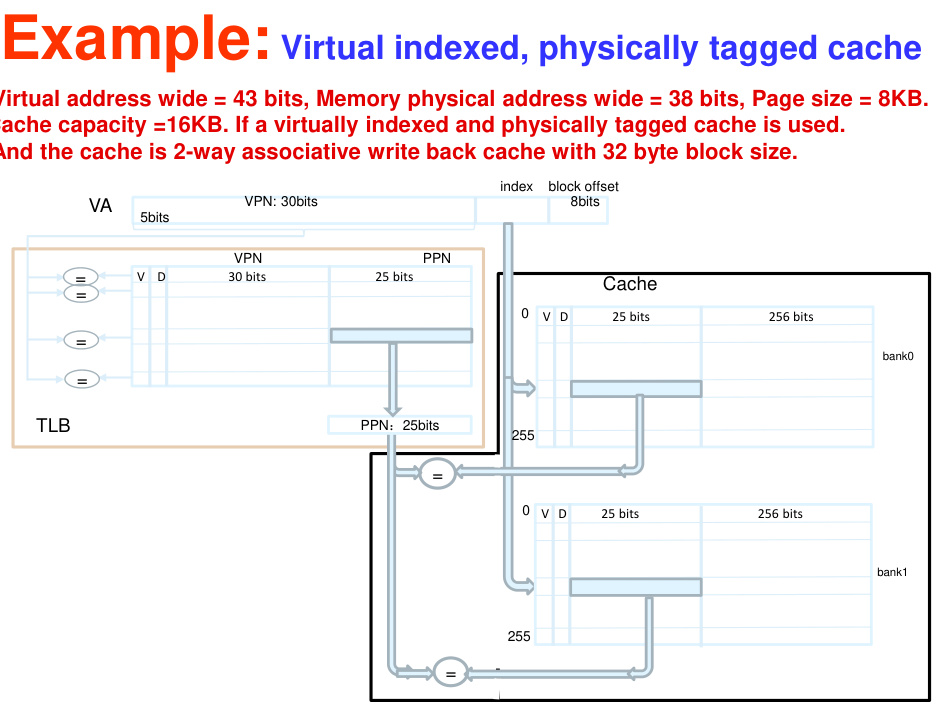 Example: Virtual indexed, physically tagged cache
Virtual address wide = 43 bits, Memory physical address wide = 38 bits, Page size = 8KB.
Cache capacity =16KB. If a virtually indexed and physically tagged cache is used.
And the cache is 2-way associative write back cache with 32 byte block size.
index block offset
VA VPN: 30bits 8bits
5bits
VPN PPN
V D 30 bits 25 bits
=
=
=
=
TLB
PPN: 25bits
Cache
0 V D 25 bits 256 bits
bank0
255
=
0 V D 25 bits 256 bits
bank1
255
=